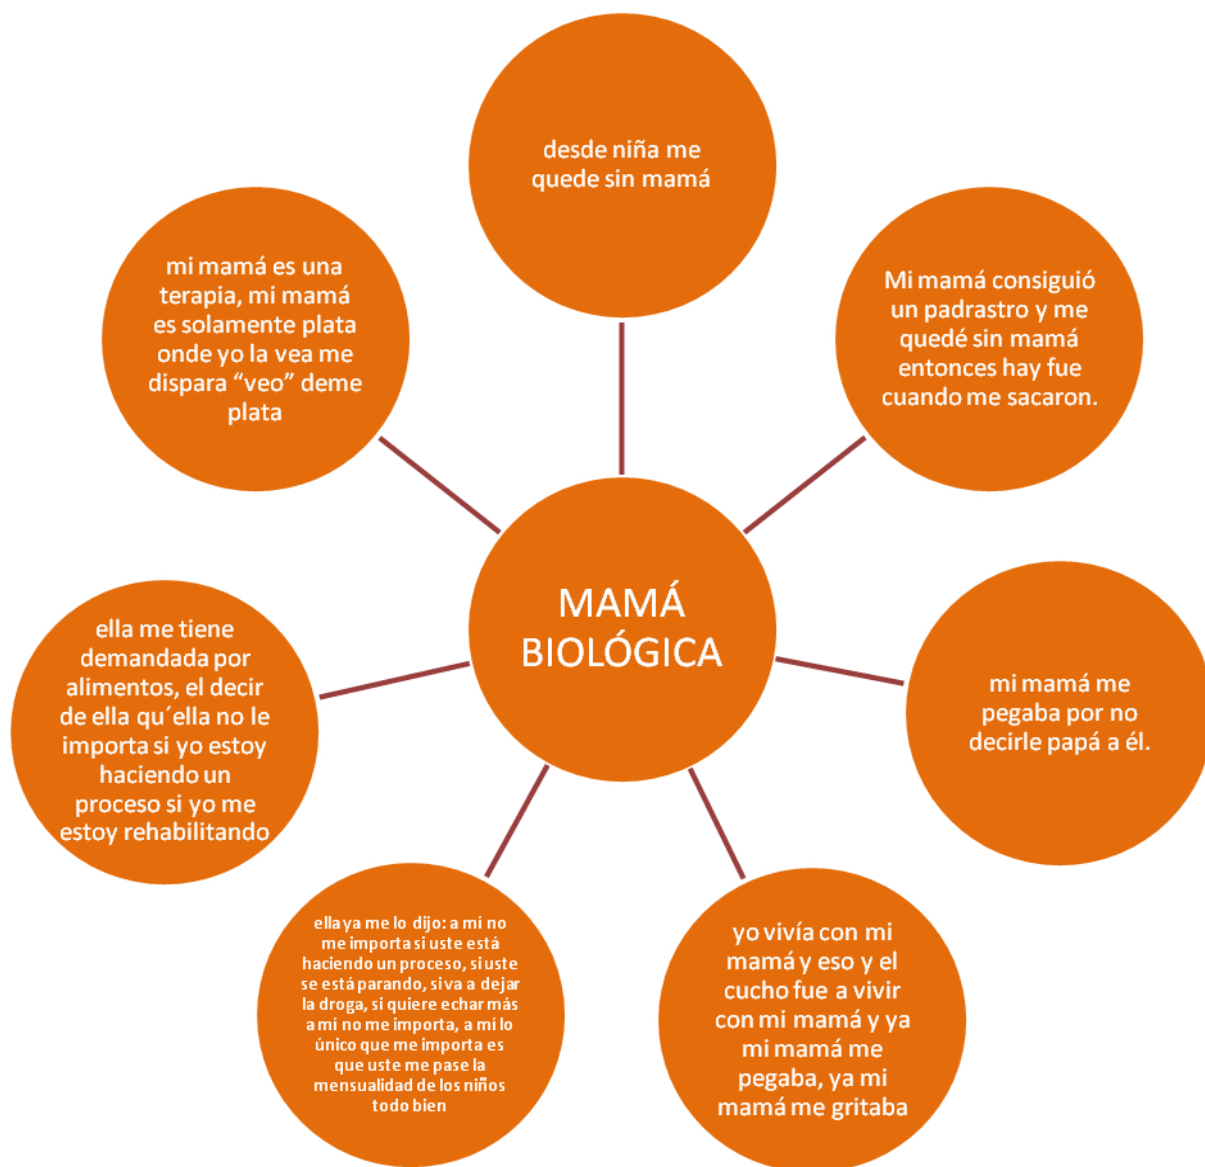 desde niña me
quede sin mamá
Mi mamá consiguió
un padrastro y me
quedé sin mamá
entonces hay fue
cuando me sacaron.
mi mamá me
pegaba por no
decirle papá a él.
yo vivía con mi
mamá y eso y el
cucho fue a vivir
con mi mamá y ya
mi mamá me
pegaba, ya mi
mamá me gritaba
ella ya me lo dijo: a mí no
me importa si uste está
haciendo un proceso, si uste
se está parando, si va a dejar
la droga, si quiere echar más
a mí no me importa, a mí lo
único que me importa es
que uste me pase la
mensualidad de los niños
todo bien
ella me tiene
demandada por
alimentos, el decir
de ella qu´ella no le
importa si yo estoy
haciendo un
proceso si yo me
estoy rehabilitando
mi mamá es una
terapia, mi mamá
es solamente plata
onde yo la vea me
dispara “veo” deme
plata
MAMÁ
BIOLÓGICA